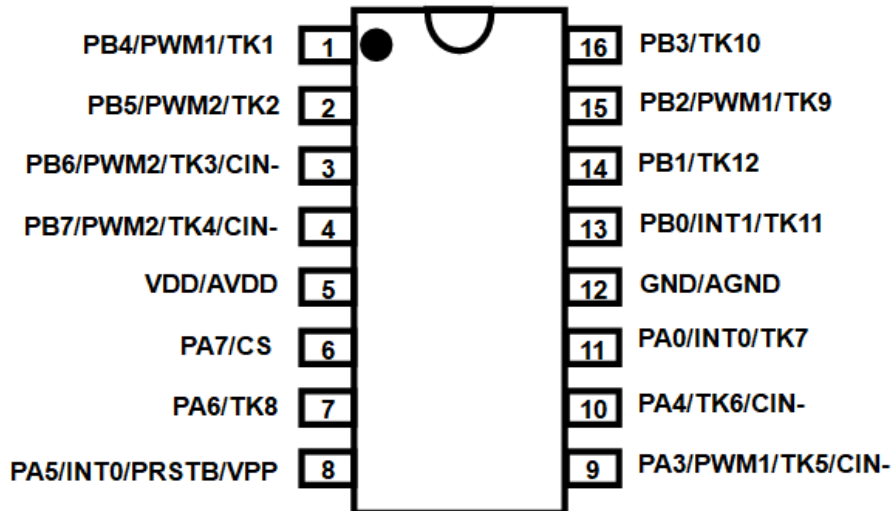 PB4/PWM1/TK1 1 16 PB3/TK10
PB5/PWM2/TK2 2 15 PB2/PWM1/TK9
PB6/PWM2/TK3/CIN- 3 14 PB1/TK12
PB7/PWM2/TK4/CIN- 4 13 PB0/INT1/TK11
VDD/AVDD 5 12 GND/AGND
PA7/CS 6 11 PA0/INT0/TK7
PA6/TK8 7 10 PA4/TK6/CIN-
PA5/INT0/PRSTB/VPP 8 9 PA3/PWM1/TK5/CIN-